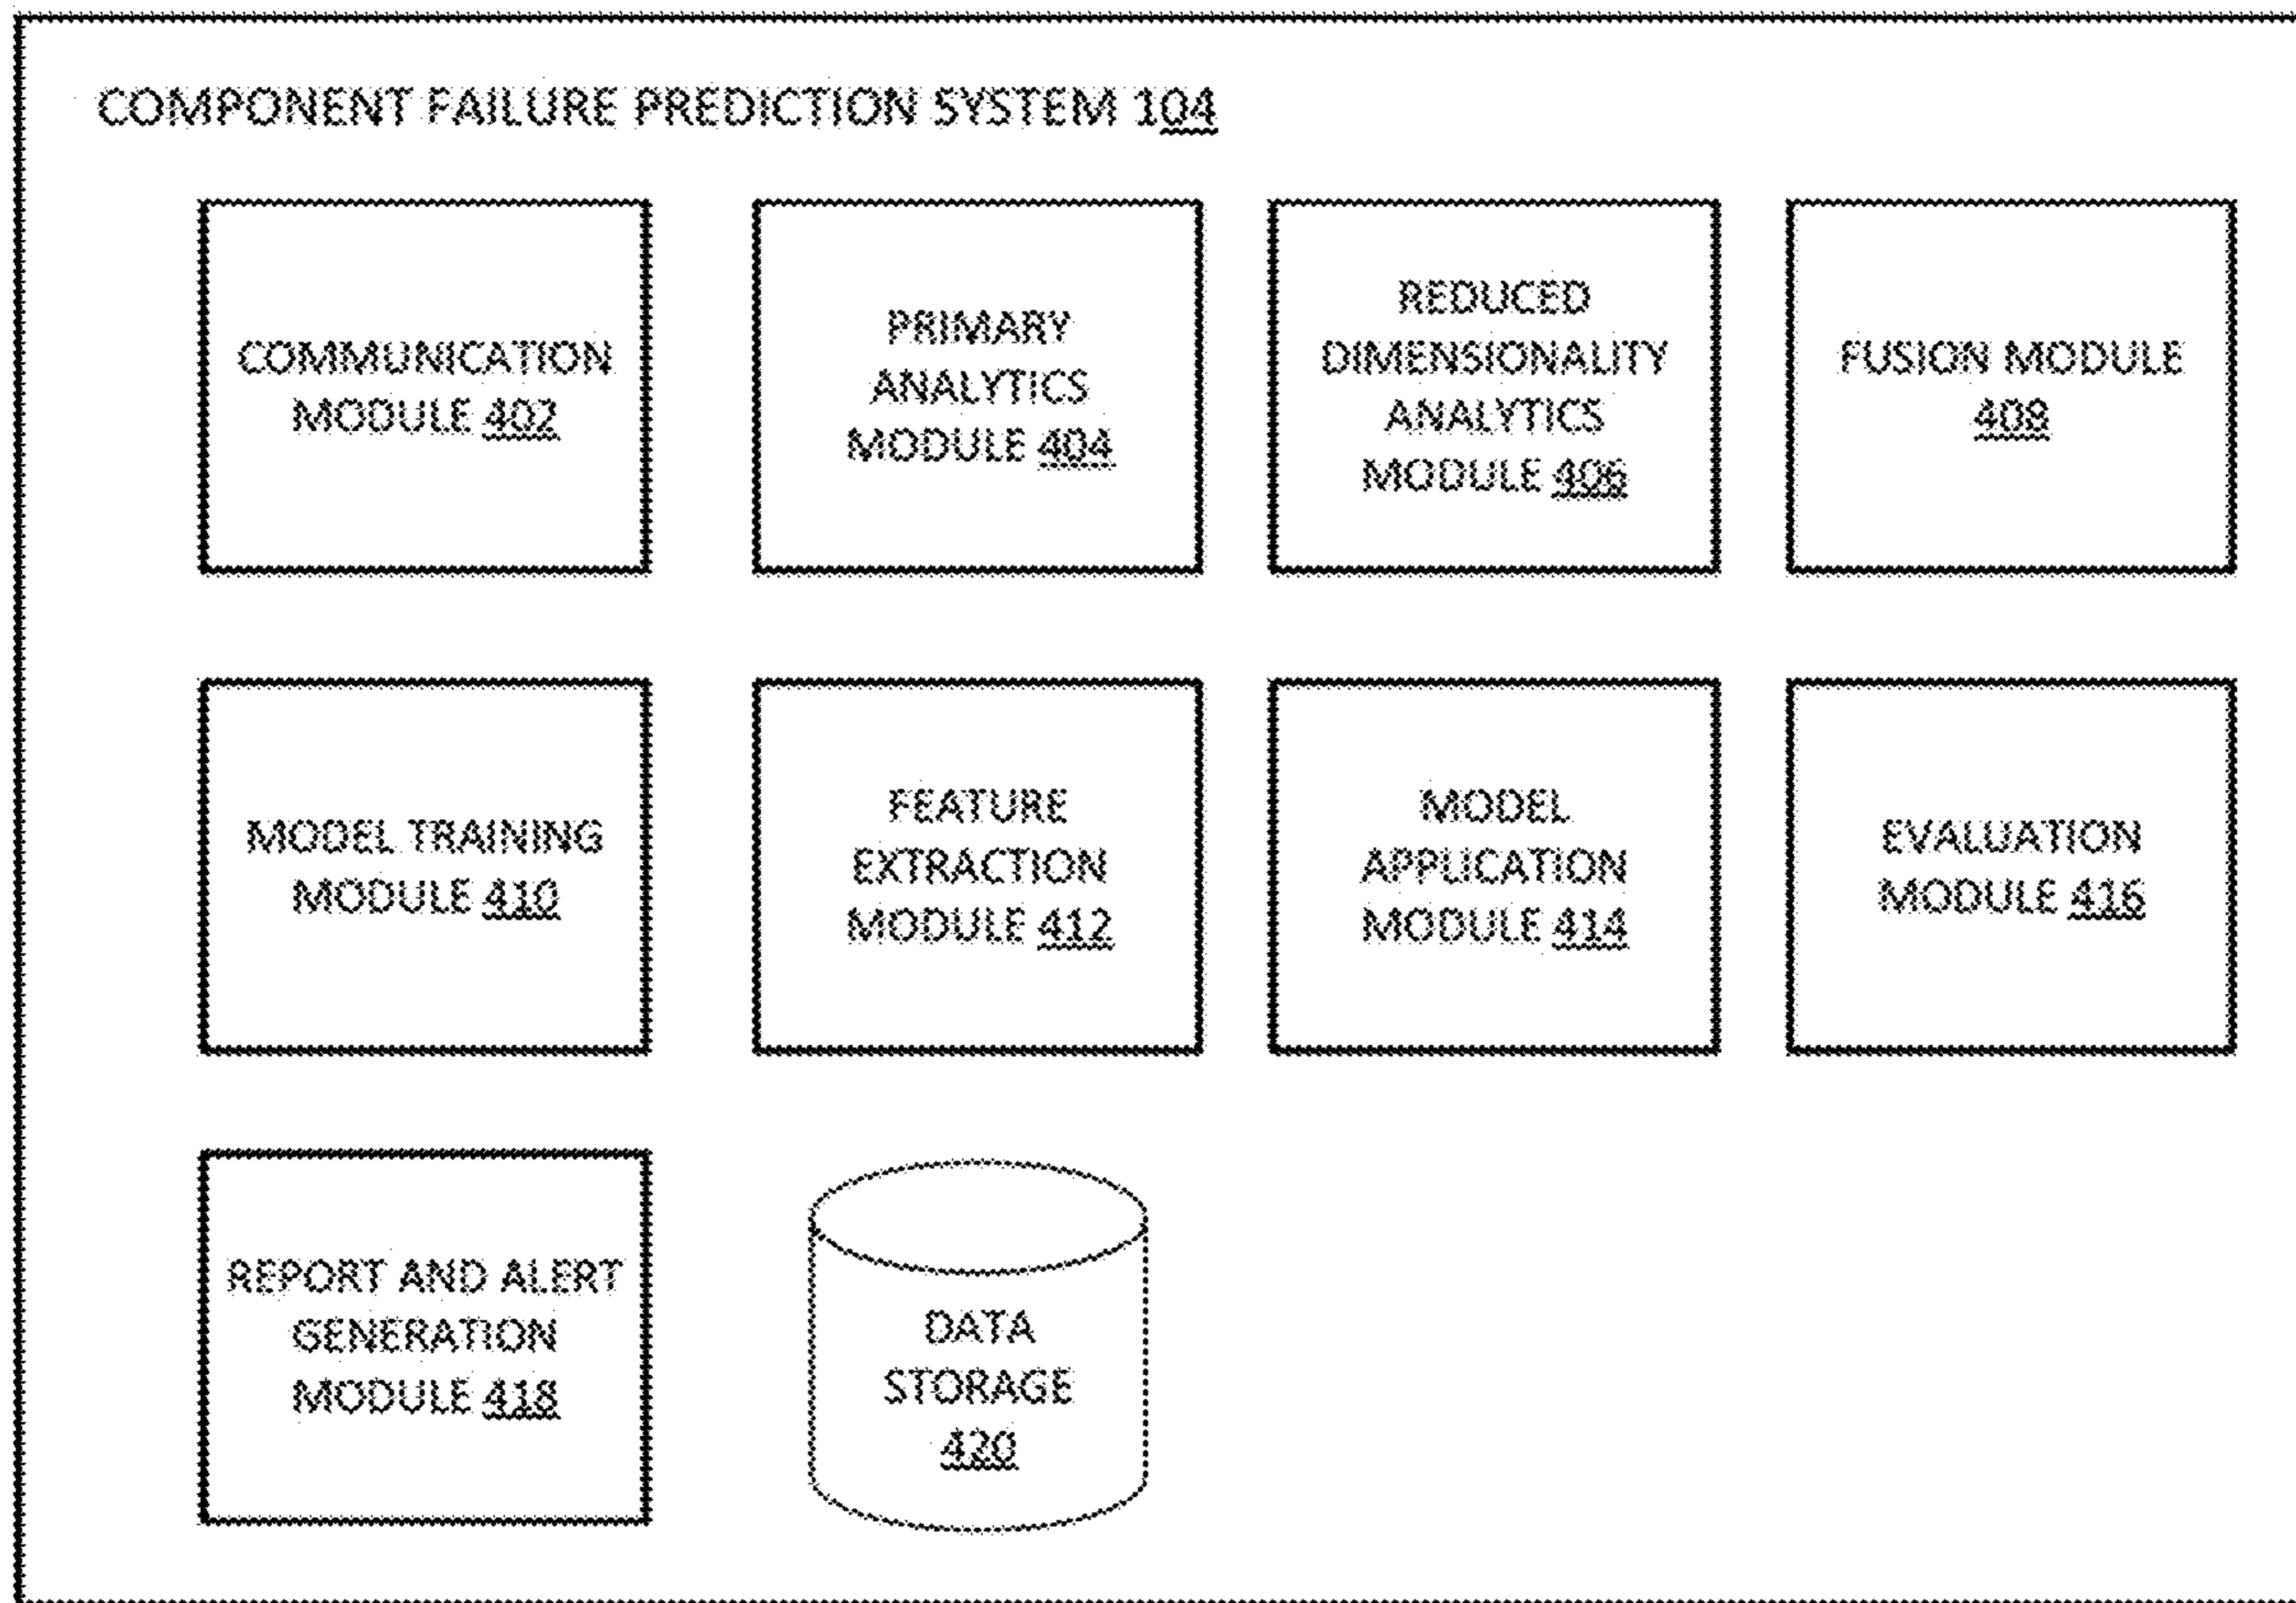 COMPONENT FAILURE PREDICTION SYSTEM 104
COMMUNICATION
MODULE 402
PRIMARY
ANALYTICS
MODULE 404
REDUCED
DIMENSIONALITY
ANALYTICS
MODULE 406
FUSION MODULE
408
MODEL TRAINING
MODULE 410
FEATURE
EXTRACTION
MODULE 412
MODEL
APPLICATION
MODULE 414
EVALUATION
MODULE 416
REPORT AND ALERT
GENERATION
MODULE 418
DATA
STORAGE
420